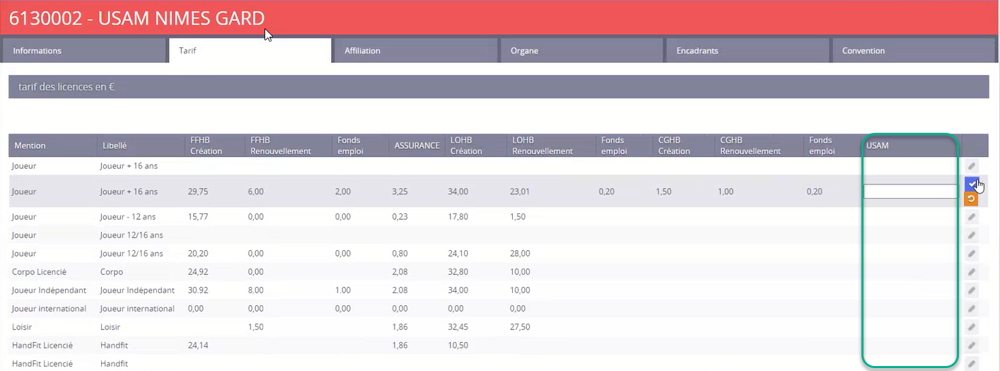 6130002 - USAM NIMES GARD
Informations Tarif Affiliation Organe Encadrants Convention
tarif des licences en €
Mention Libellé FFHB Création FFHB Renouvellement Fonds emploi ASSURANCE LOHB Création LOHB Renouvellement Fonds emploi CGHB Création CGHB Renouvellement Fonds emploi USAM
Joueur Joueur + 16 ans
Joueur Joueur + 16 ans 29,75 6,00 2,00 3,25 34,00 23,01 0,20 1,50 1,00 0,20
Joueur Joueur - 12 ans 15,77 0,00 0,00 0,23 17,80 1,50
Joueur Joueur 12/16 ans
Joueur Joueur 12/16 ans 20,20 0,00 0,00 0,80 24,10 28,00
Corpo Licencié Corpo 24,92 0,00 2,08 32,80 10,00
Joueur Indépendant Joueur Indépendant 30.92 8.00 1.00 2.08 34,00 10,00
Joueur international Joueur international 0,00 0,00 0,00 0,00 0,00 0,00
Loisir Loisir 1,50 1,86 32,45 27,50
HandFit Licencié Handfit 24,14 1,86 10,50
HandFit Licencié Handfit